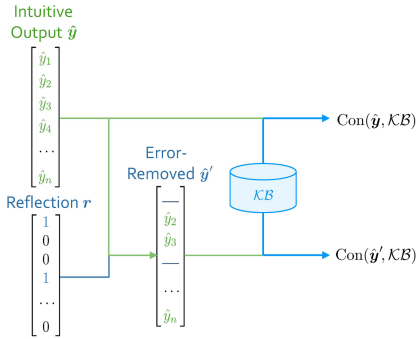 Intuitive
Output ŷ
ŷ₁
ŷ₂
ŷ₃
ŷ₄
...
ŷₙ
Con(ŷ, 𝒦ℬ)
Error-
Removed ŷ′
—
ŷ₂
ŷ₃
—
...
ŷₙ
𝒦ℬ
Reflection r
1
0
0
1
...
0
Con(ŷ′, 𝒦ℬ)